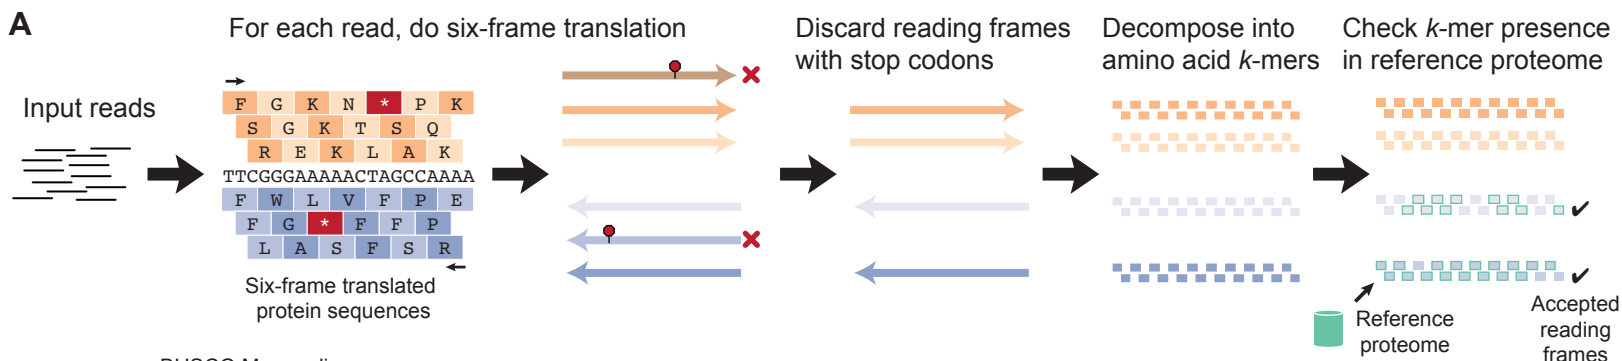 A
For each read, do six-frame translation
Discard reading frames
with stop codons
Decompose into
amino acid k-mers
Check k-mer presence
in reference proteome
Input reads
F G K N * P K
S G K T S Q
R E K L A K
TTCGGGAAAAACTAGCCAAAA
F W L V F P E
F G * F F P
L A S F S R
Six-frame translated
protein sequences
Reference
proteome
Accepted
reading
frames